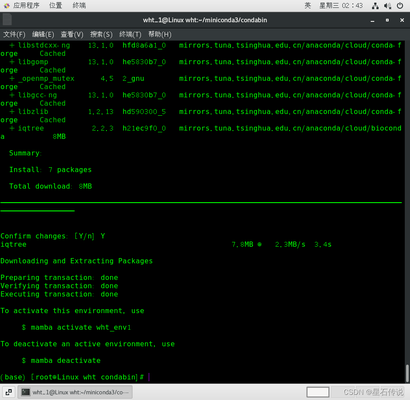 应用程序 位置 终端 英 星期三 02:43
wht_1@Linux wht:~/miniconda3/condabin
文件(F) 编辑(E) 查看(V) 搜索(S) 终端(T) 帮助(H)
+ libstdcxx-ng 13.1.0 hfd8a6a1_0 mirrors.tuna.tsinghua.edu.cn/anaconda/cloud/conda-f
orge Cached
+ libgomp 13.1.0 he5830b7_0 mirrors.tuna.tsinghua.edu.cn/anaconda/cloud/conda-f
orge Cached
+ _openmp_mutex 4.5 2_gnu mirrors.tuna.tsinghua.edu.cn/anaconda/cloud/conda-f
orge Cached
+ libgcc-ng 13.1.0 he5830b7_0 mirrors.tuna.tsinghua.edu.cn/anaconda/cloud/conda-f
orge Cached
+ libzlib 1.2.13 hd590300_5 mirrors.tuna.tsinghua.edu.cn/anaconda/cloud/conda-f
orge Cached
+ iqtree 2.2.3 h21ec9f0_0 mirrors.tuna.tsinghua.edu.cn/anaconda/cloud/biocond
a 8MB
Summary
Install 7 packages
Total download: 8MB
Confirm changes: [Y/n] Y
iqtree 7.8MB @ 2.3MB/s 3.4s
Downloading and Extracting Packages
Preparing transaction: done
Verifying transaction: done
Executing transaction: done
To activate this environment, use
$ mamba activate wht_env1
To deactivate an active environment, use
$ mamba deactivate
(base) [root@Linux wht condabin]#
wht_1@Linux wht:~/miniconda3/co···
CSDN @星石传说